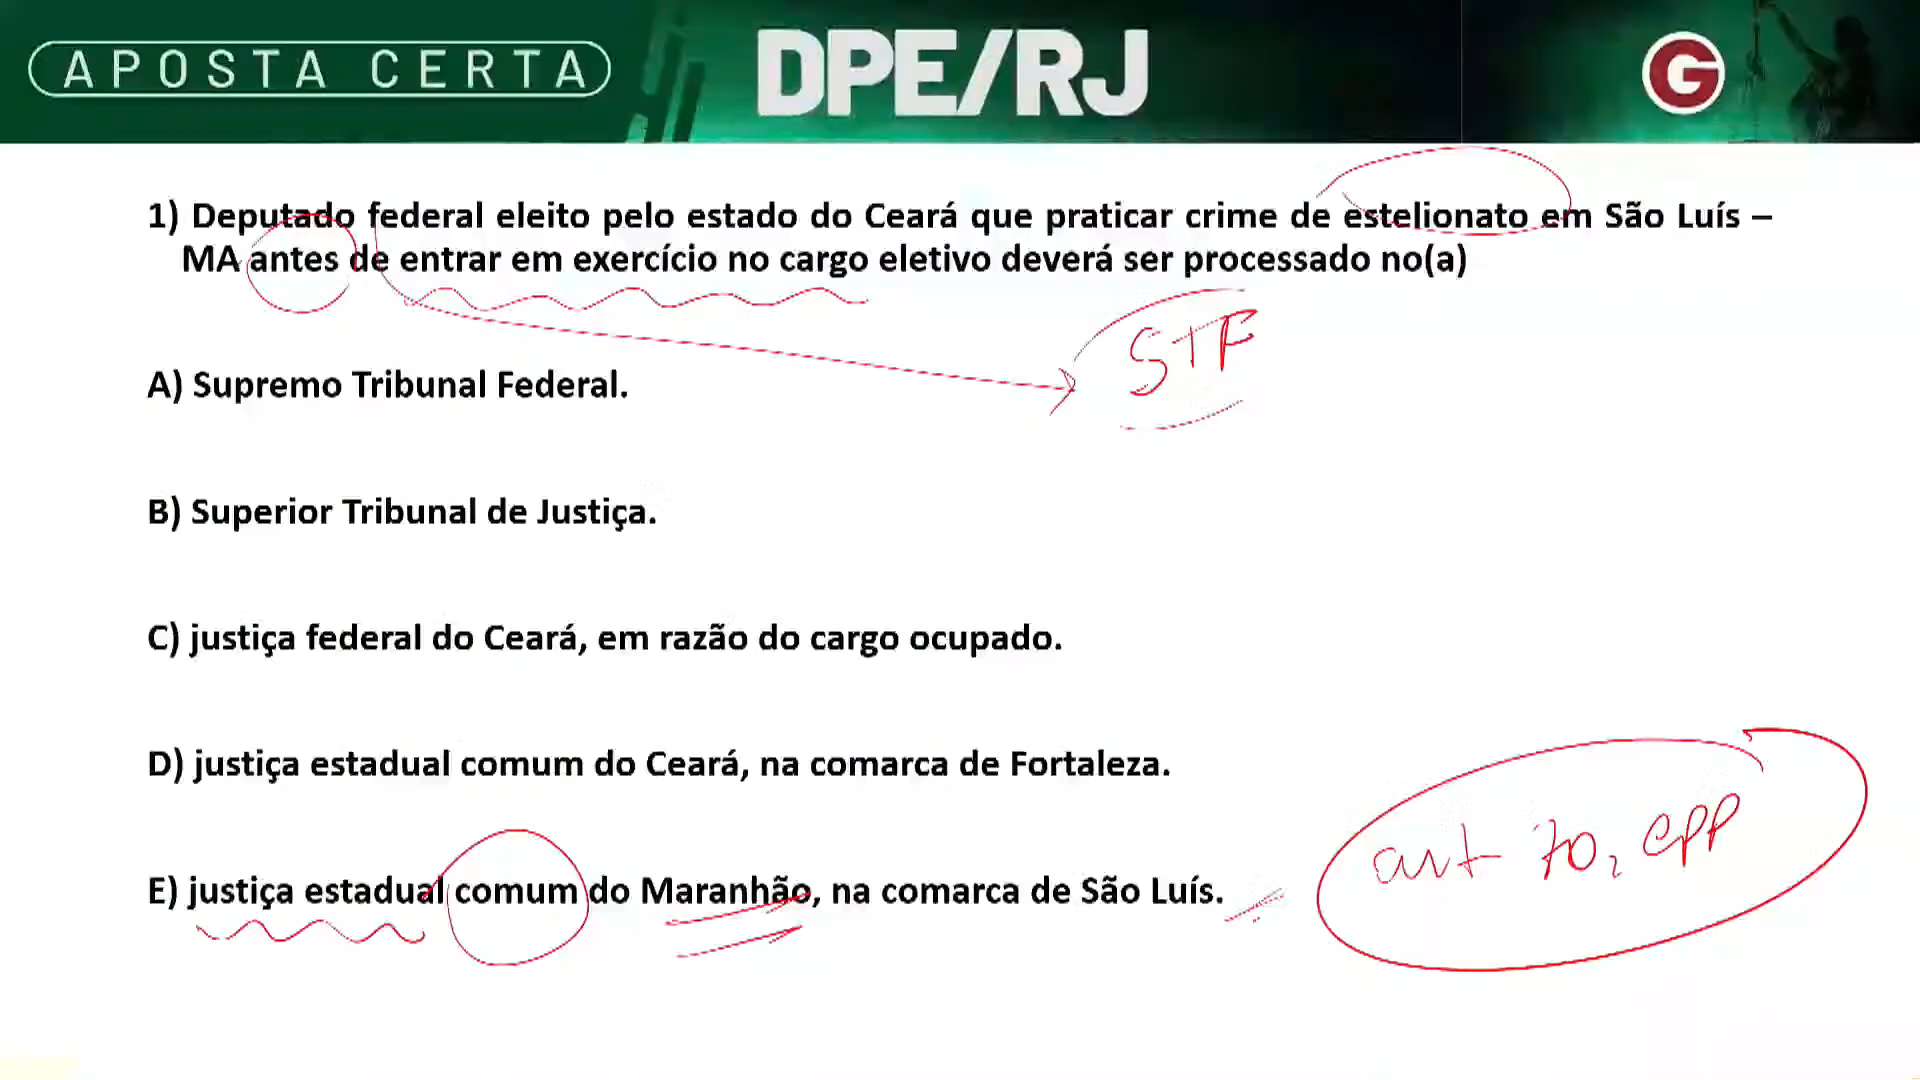 APOSTA CERTA
DPE/RJ
G
1) Deputado federal eleito pelo estado do Ceará que praticar crime de estelionato em São Luís –
MA antes de entrar em exercício no cargo eletivo deverá ser processado no(a)
STF
A) Supremo Tribunal Federal.
B) Superior Tribunal de Justiça.
C) justiça federal do Ceará, em razão do cargo ocupado.
D) justiça estadual comum do Ceará, na comarca de Fortaleza.
art 70, CPP
E) justiça estadual comum do Maranhão, na comarca de São Luís.